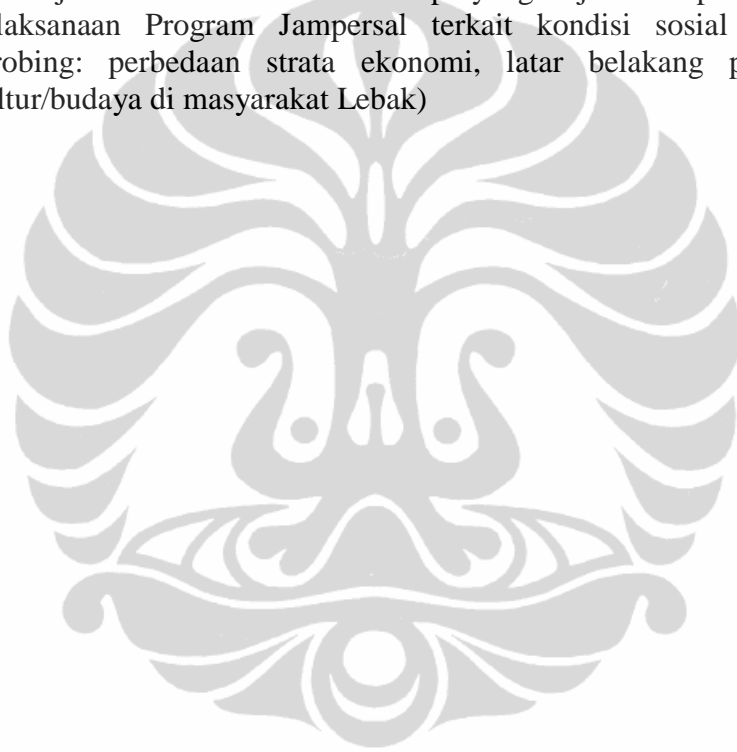 laksanaan Program Jampersal terkait kondisi sosial
robing: perbedaan strata ekonomi, latar belakang p
ltur/budaya di masyarakat Lebak)